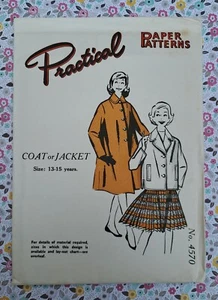 Practical
PAPER
PATTERNS
COAT or JACKET
Size: 13-15 years.
No. 4570
For details of material required,
sizes in which this design is
available and lay-out chart—see
overleaf.